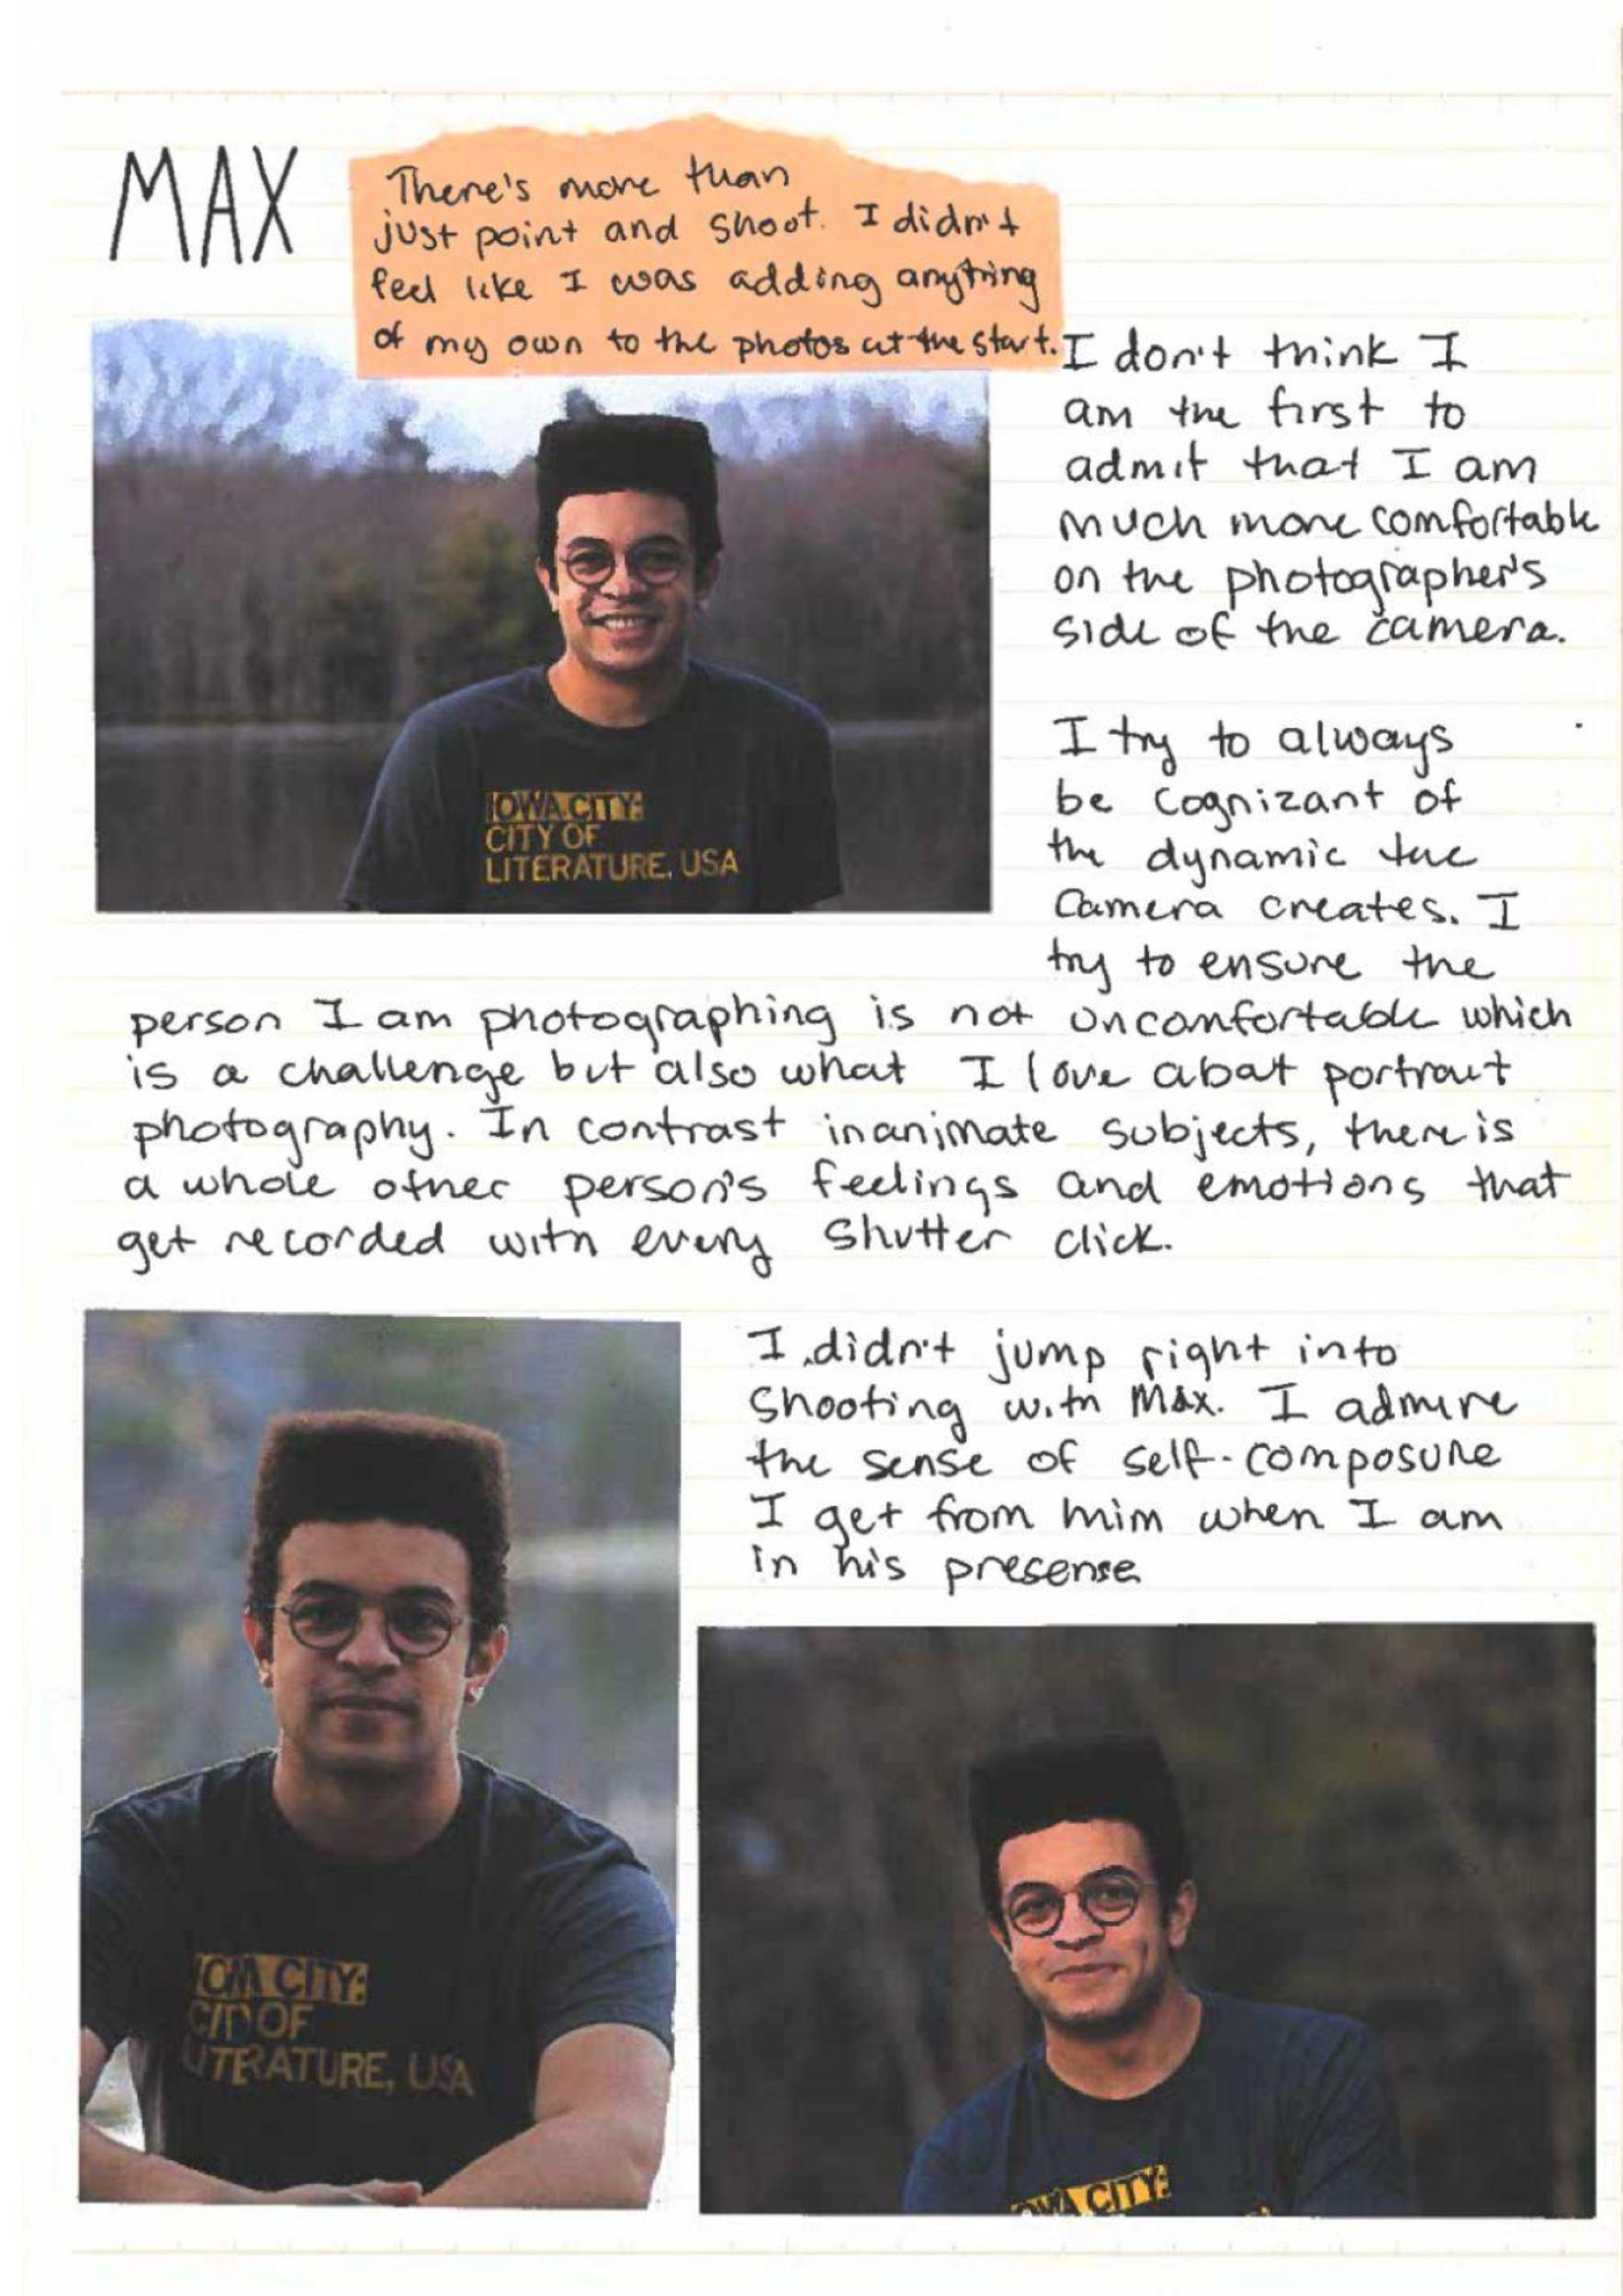 MAX
There's more than
just point and shoot. I didn't
feel like I was adding anything
of my own to the photos at the start.
I don't think I
am the first to
admit that I am
much more comfortable
on the photographer's
side of the camera.
I try to always
be cognizant of
the dynamic the
camera creates. I
try to ensure the
person I am photographing is not uncomfortable which
is a challenge but also what I love about portrait
photography. In contrast inanimate subjects, there is
a whole other person's feelings and emotions that
get recorded with every shutter click.
IOWA CITY:
CITY OF
LITERATURE, USA
I didn't jump right into
shooting with Max. I admire
the sense of self-composure
I get from him when I am
in his presense
IOWA CITY:
CITY OF
LITERATURE, USA
OWA CITY: